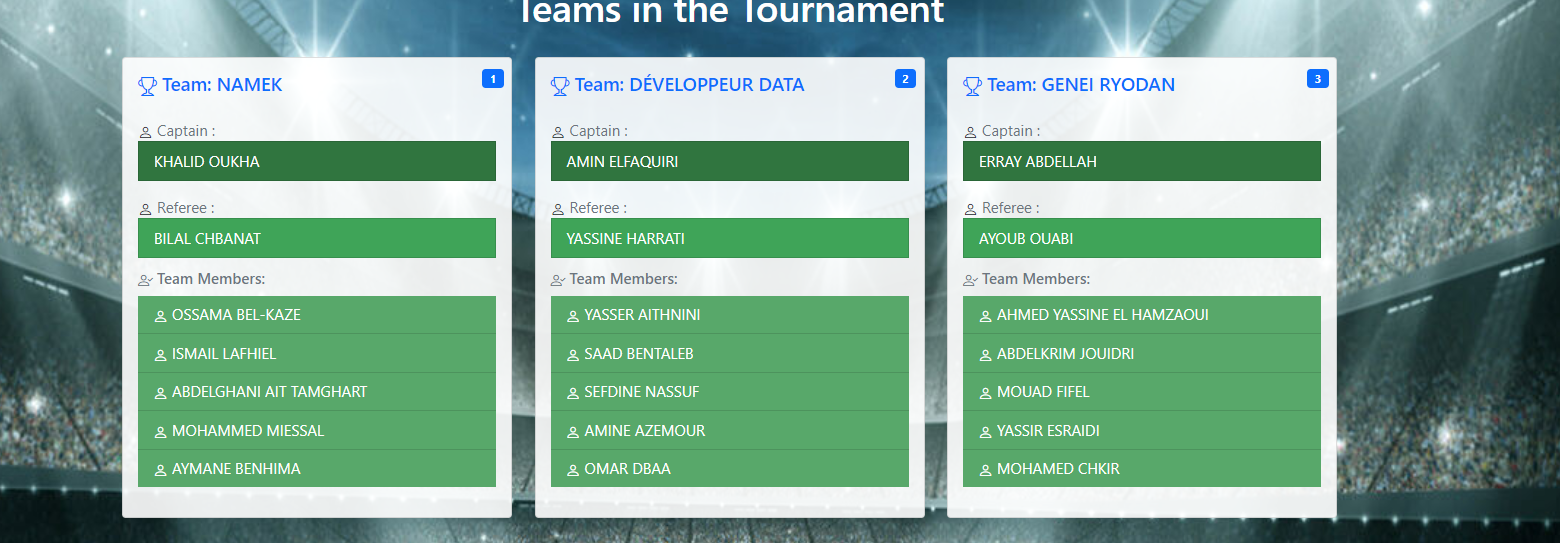 Teams in the Tournament
Team: NAMEK
1
Captain :
KHALID OUKHA
Referee :
BILAL CHBANAT
Team Members:
OSSAMA BEL-KAZE
ISMAIL LAFHIEL
ABDELGHANI AIT TAMGHART
MOHAMMED MIESSAL
AYMANE BENHIMA
Team: DÉVELOPPEUR DATA
2
Captain :
AMIN ELFAQUIRI
Referee :
YASSINE HARRATI
Team Members:
YASSER AITHNINI
SAAD BENTALEB
SEFDINE NASSUF
AMINE AZEMOUR
OMAR DBAA
Team: GENEI RYODAN
3
Captain :
ERRAY ABDELLAH
Referee :
AYOUB OUABI
Team Members:
AHMED YASSINE EL HAMZAOUI
ABDELKRIM JOUIDRI
MOUAD FIFEL
YASSIR ESRAIDI
MOHAMED CHKIR